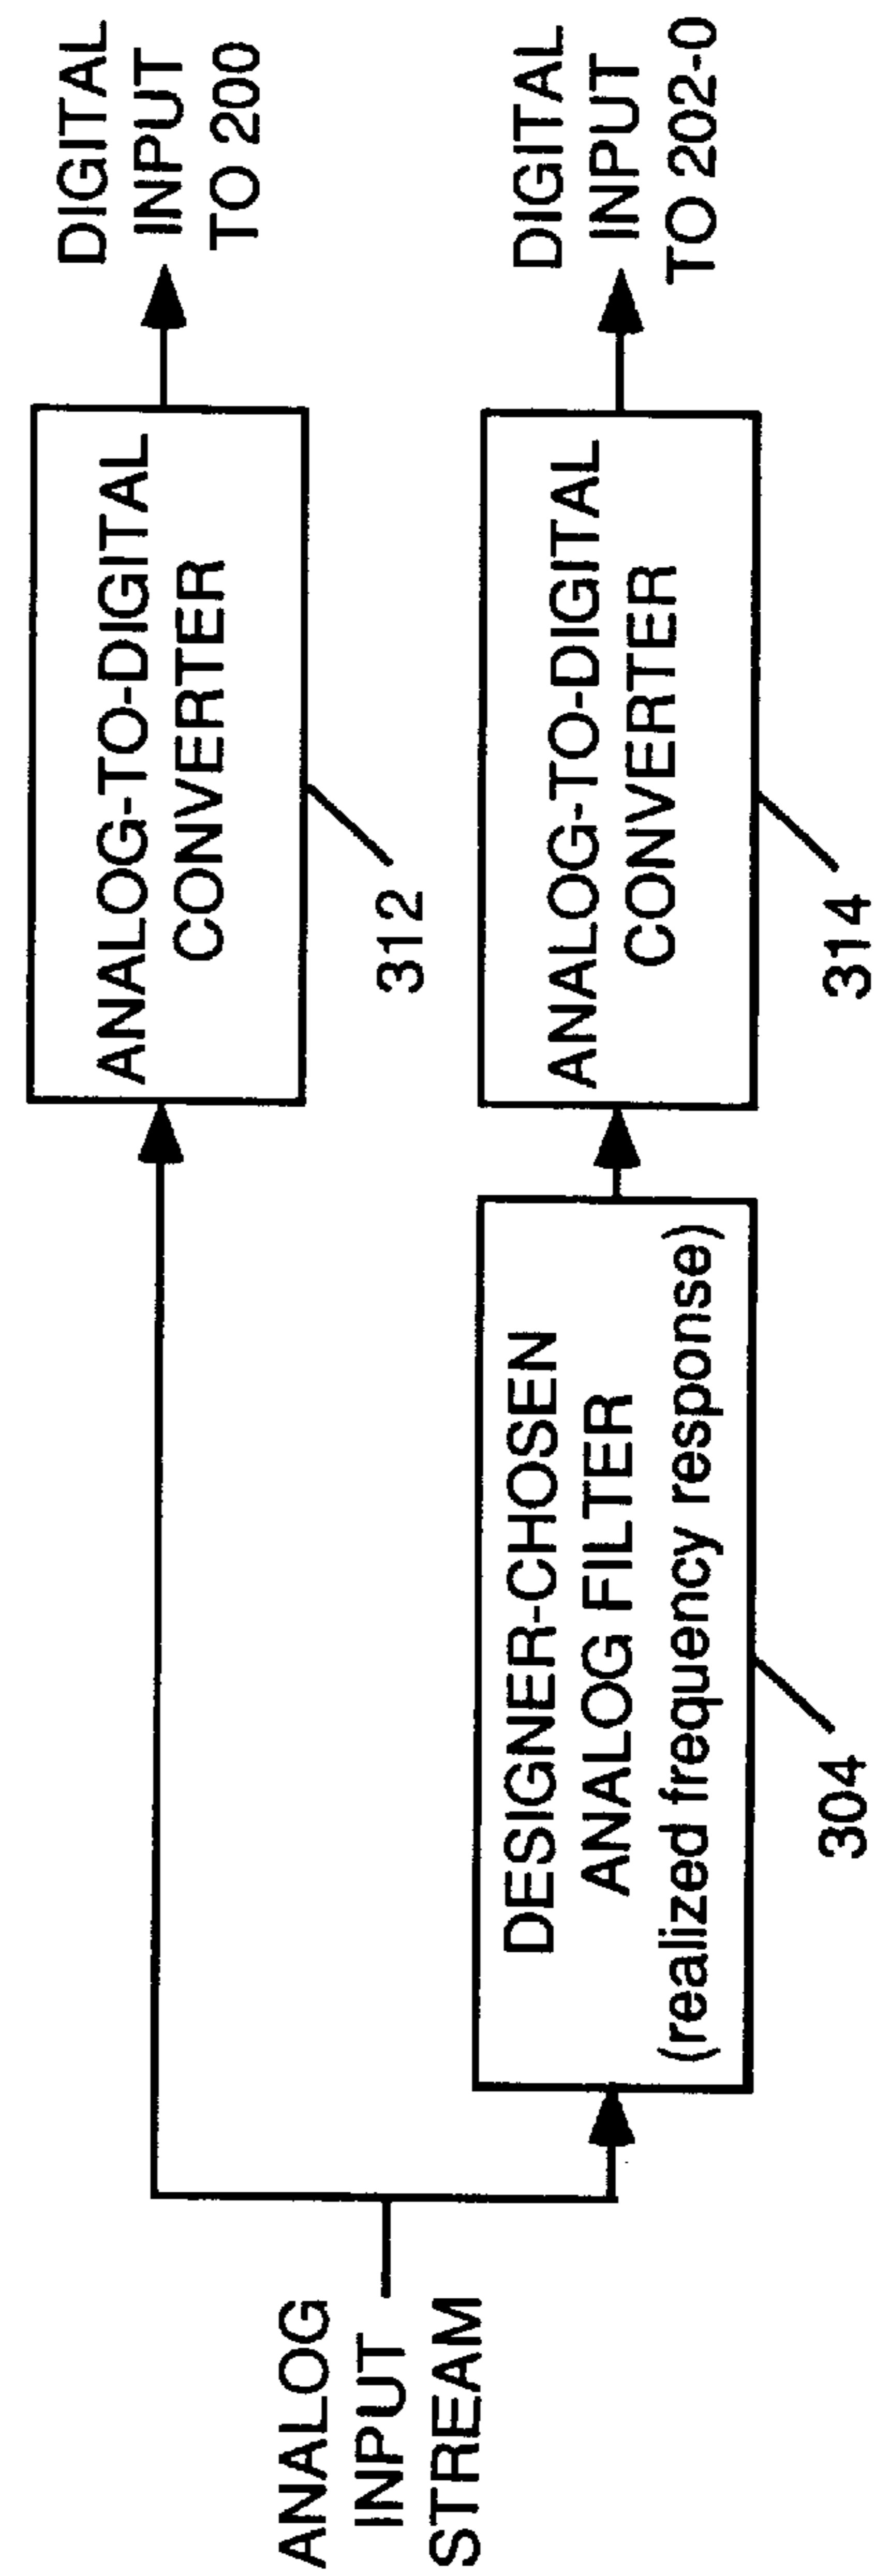 ANALOG
INPUT
STREAM
ANALOG-TO-DIGITAL
CONVERTER
312
DIGITAL
INPUT
TO 200
DESIGNER-CHOSEN
ANALOG FILTER
(realized frequency response)
304
ANALOG-TO-DIGITAL
CONVERTER
314
DIGITAL
INPUT
TO 202-0